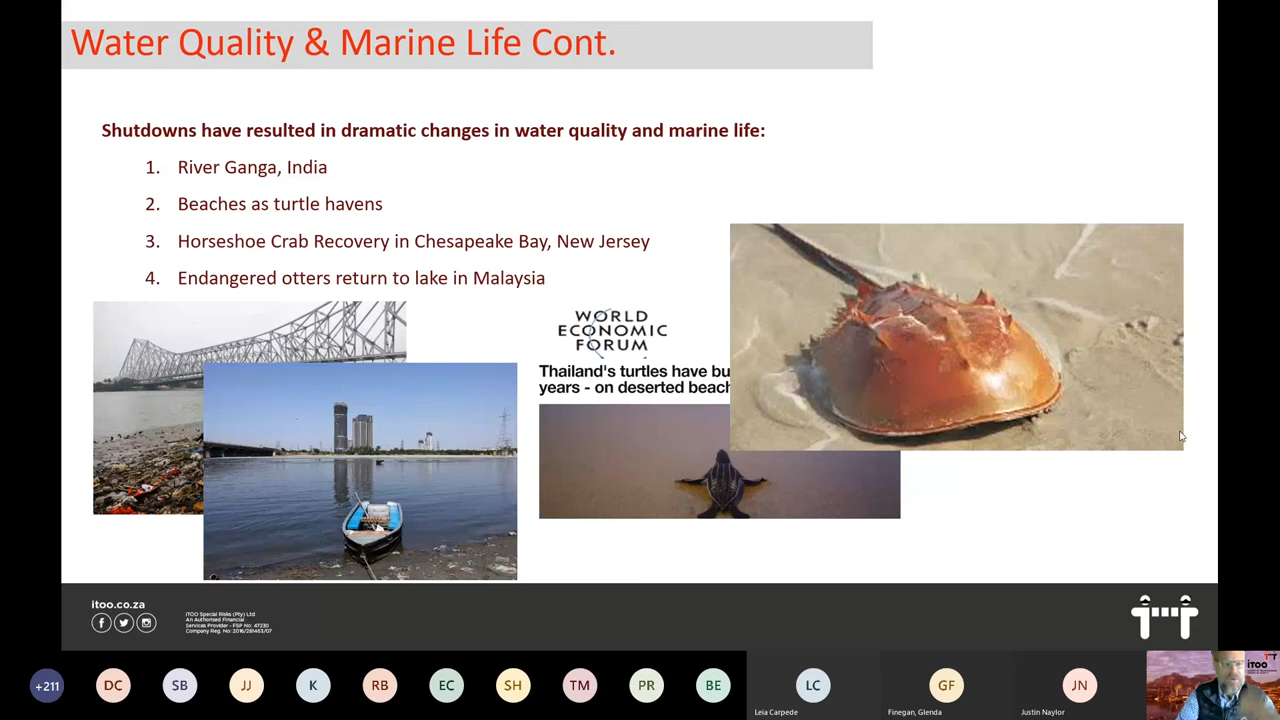 Water Quality & Marine Life Cont.
Shutdowns have resulted in dramatic changes in water quality and marine life:
1. River Ganga, India
2. Beaches as turtle havens
3. Horseshoe Crab Recovery in Chesapeake Bay, New Jersey
4. Endangered otters return to lake in Malaysia
WORLD
ECONOMIC
FORUM
Thailand's turtles have bu
years - on deserted beach
itoo.co.za
ITOO Special Risks (Pty) Ltd
An Authorised Financial
Services Provider - FSP No: 47230
Company Reg. No: 2016/281463/07
+211
DC
SB
JJ
K
RB
EC
SH
TM
PR
BE
LC
Leia Carpede
GF
Finegan, Glenda
JN
Justin Naylor
itoo